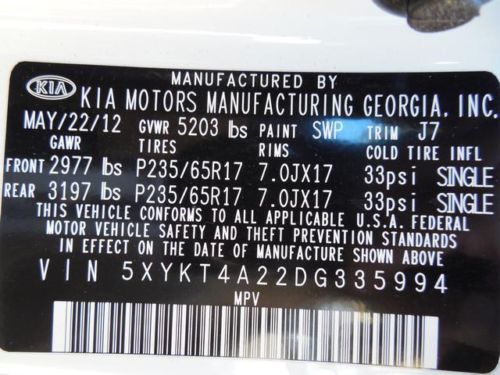 MANUFACTURED BY
KIA KIA MOTORS MANUFACTURING GEORGIA, INC.
MAY/22/12 GVWR 5203 lbs PAINT SWP TRIM J7
GAWR TIRES RIMS COLD TIRE INFL
FRONT 2977 lbs P235/65R17 7.0JX17 33psi SINGLE
REAR 3197 lbs P235/65R17 7.0JX17 33psi SINGLE
THIS VEHICLE CONFORMS TO ALL APPLICABLE U.S.A. FEDERAL
MOTOR VEHICLE SAFETY AND THEFT PREVENTION STANDARDS
IN EFFECT ON THE DATE OF MANUFACTURE SHOWN ABOVE.
VIN 5XYKT4A22DG335994
MPV